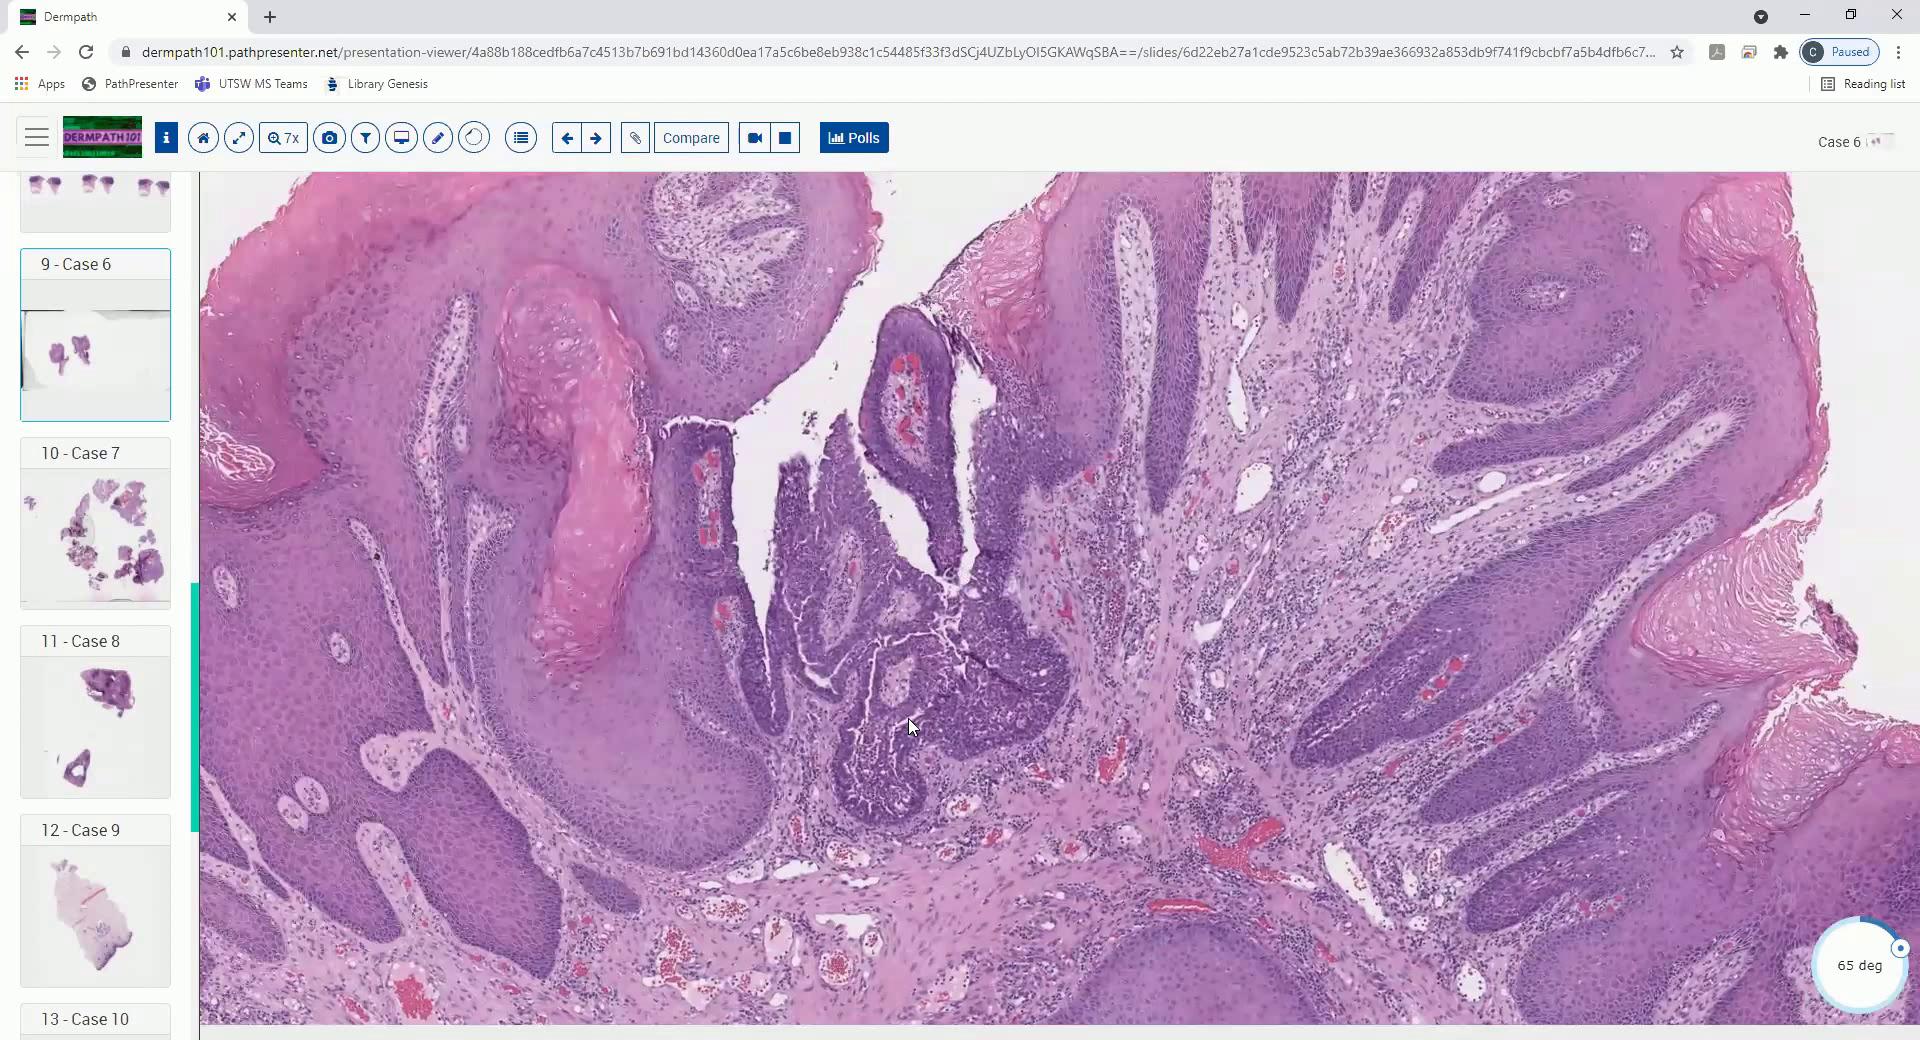 Dermpath
dermpath101.pathpresenter.net/presentation-viewer/4a88b188cedfb6a7c4513b7b691bd14360d0ea17a5c6be8eb938c1c54485f33f3dSCj4UZbLyOI5GKAWqSBA==/slides/6d22eb27a1cde9523c5ab72b39ae366932a853db9f741f9cbcbf7a5b4dfb6c7...
C Paused
Apps PathPresenter UTSW MS Teams Library Genesis Reading list
DERMPATH 101 i 7x Compare Polls Case 6
9 - Case 6
10 - Case 7
11 - Case 8
12 - Case 9
13 - Case 10
65 deg